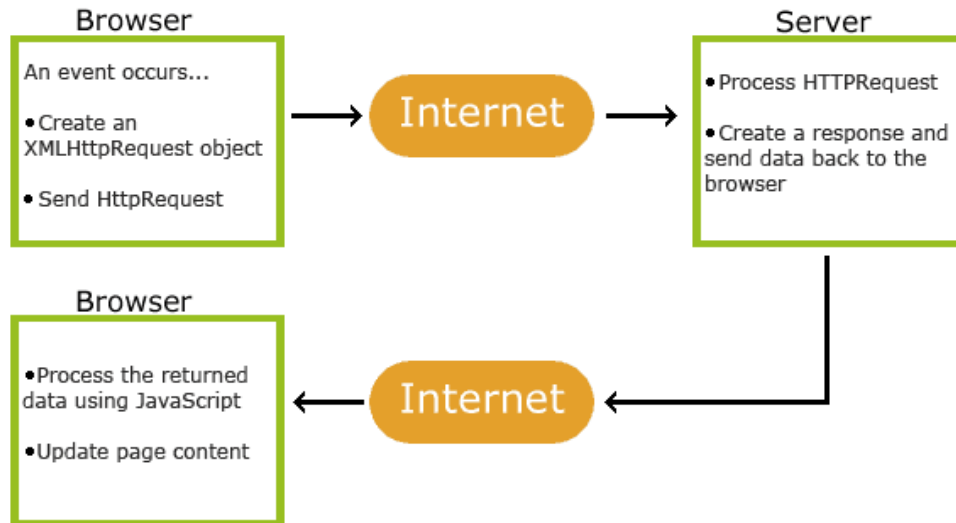 Browser
An event occurs...
•Create an
XMLHttpRequest object
• Send HttpRequest
Internet
Server
•Process HTTPRequest
•Create a response and
send data back to the
browser
Browser
•Process the returned
data using JavaScript
•Update page content
Internet